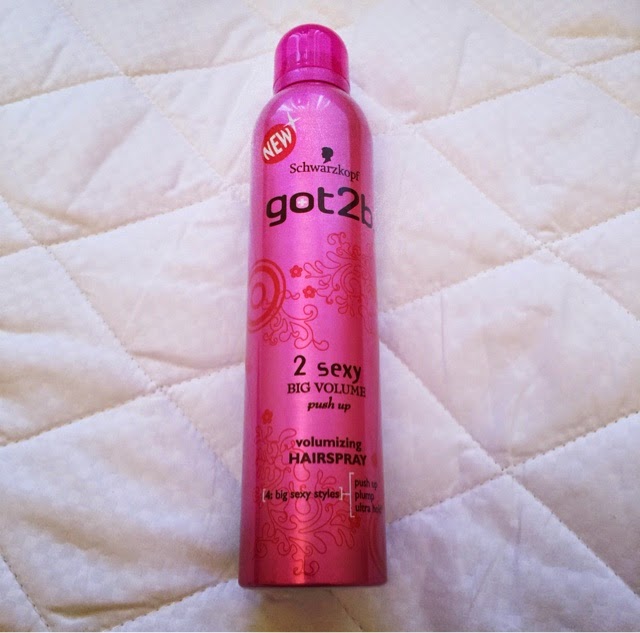 NEW
Schwarzkopf
got2b
2 sexy
BIG VOLUME
push up
volumizing
HAIRSPRAY
[4: big sexy styles]
push up
plump
ultra